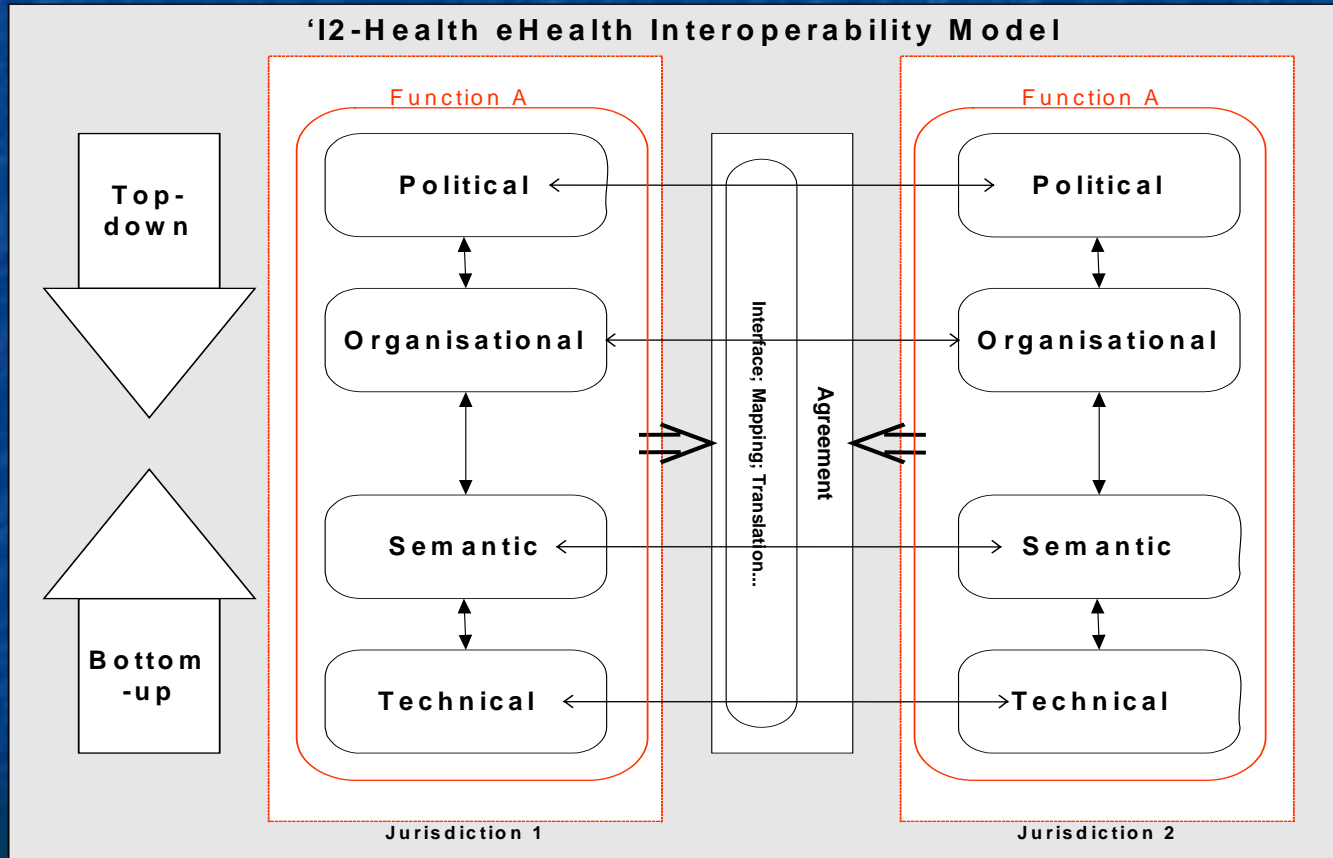 ‘I2-Health eHealth Interoperability Model
Function A
Function A
Top-
down
Political
Political
Organisational
Organisational
Interface; Mapping; Translation...
Agreement
Semantic
Semantic
Bottom
-up
Technical
Technical
Jurisdiction 1
Jurisdiction 2